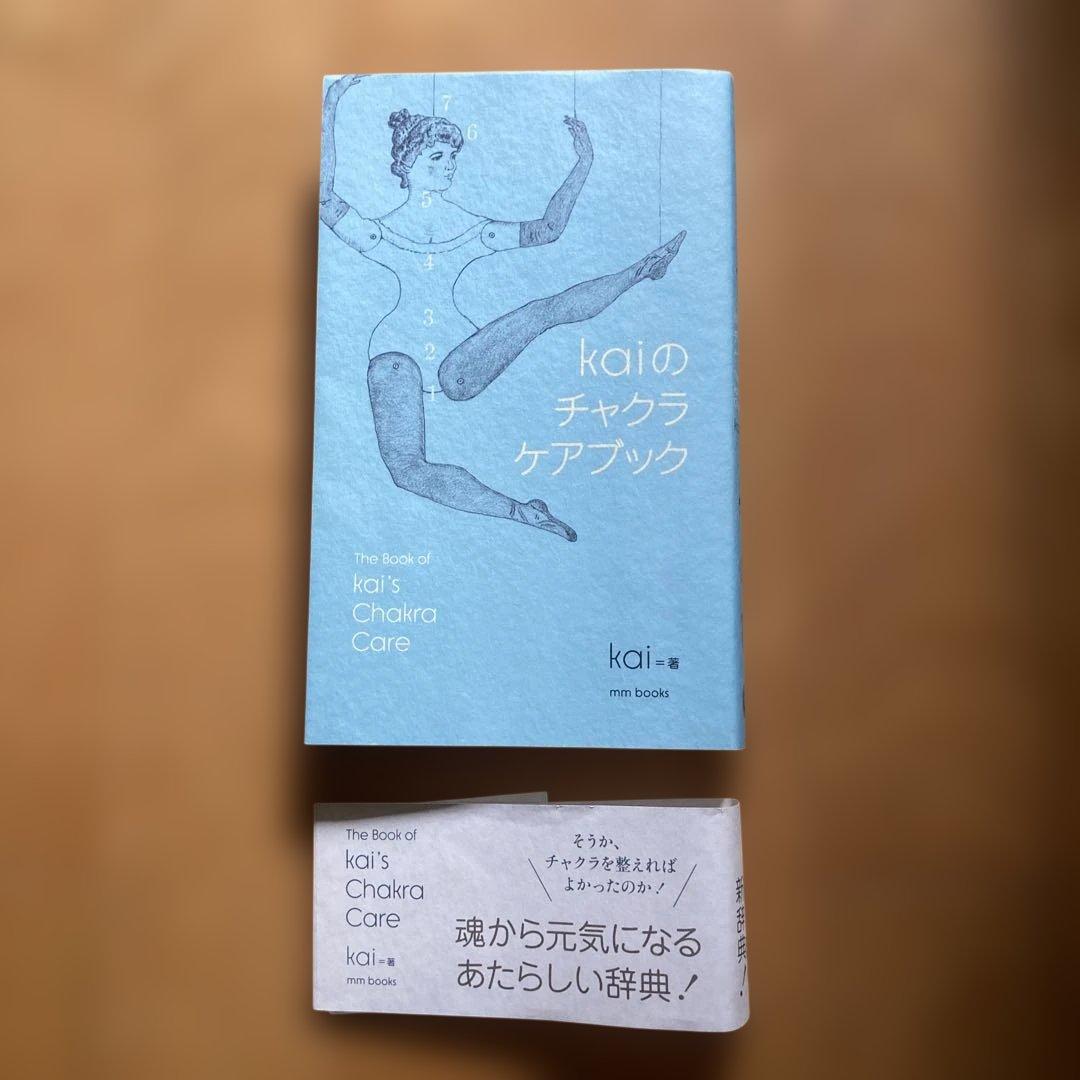 7
6
5
4
3
2
1
kaiの
チャクラ
ケアブック
The Book of
kai's
Chakra
Care
kai=著
mm books
The Book of
kai's
Chakra
Care
kai=著
mm books
そうか、
チャクラを整えれば
よかったのか!
魂から元気になる
あたらしい辞典!
新辞典!